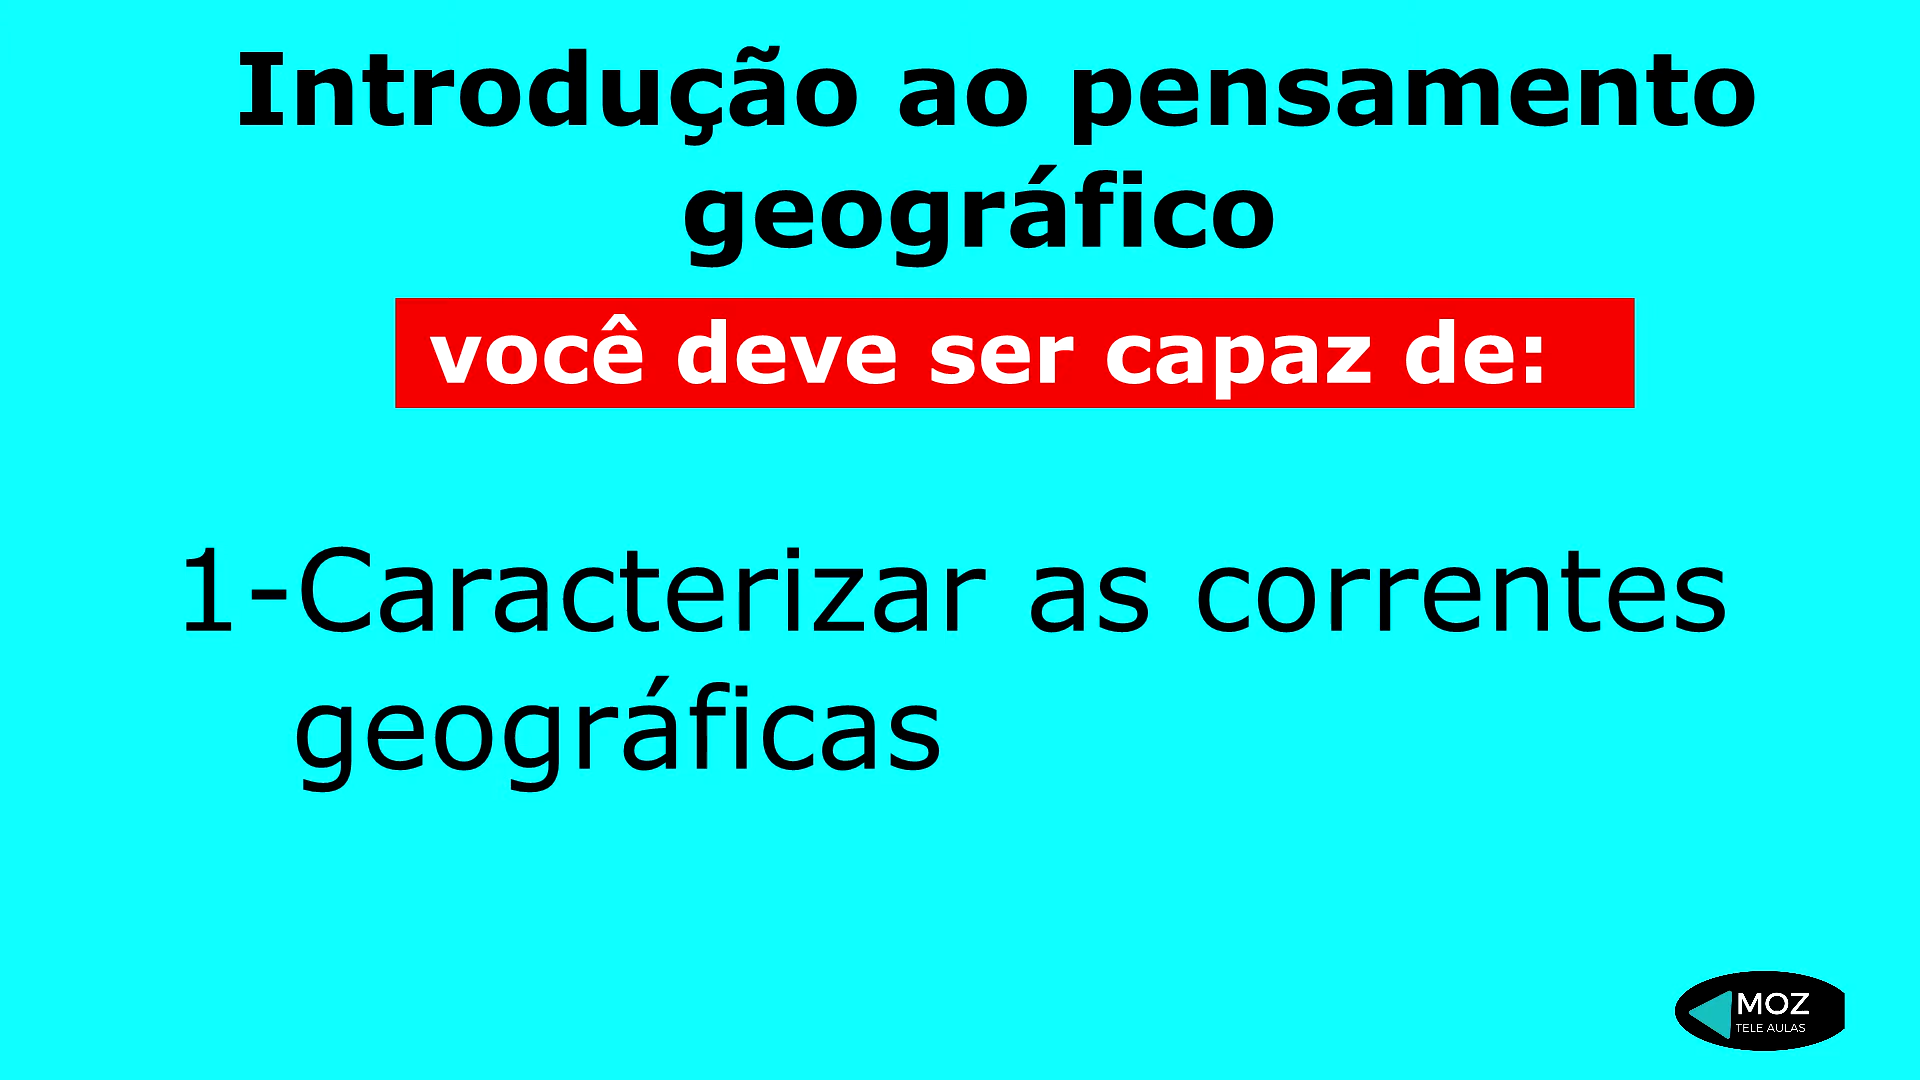 Introdução ao pensamento
geográfico
você deve ser capaz de:
1-Caracterizar as correntes
geográficas
MOZ
TELE AULAS